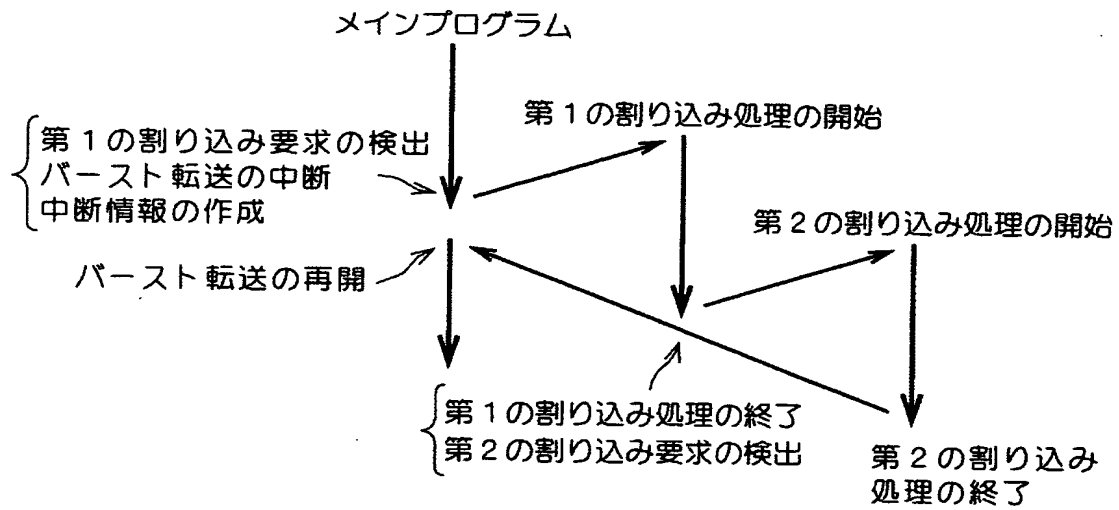 メインプログラム
第1の割り込み処理の開始
第1の割り込み要求の検出
バースト転送の中断
中断情報の作成
第2の割り込み処理の開始
バースト転送の再開
第1の割り込み処理の終了
第2の割り込み要求の検出
第2の割り込み
処理の終了